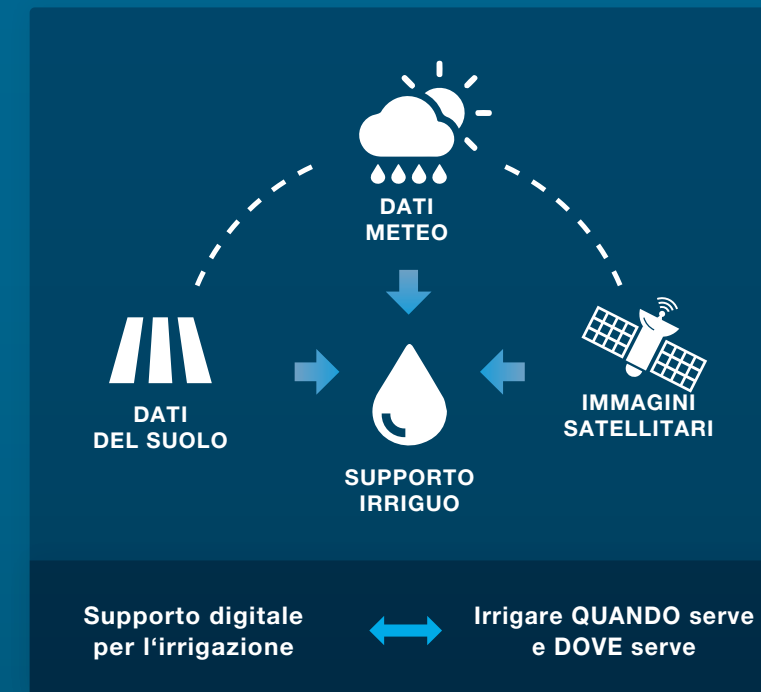 DATI
METEO
DATI
DEL SUOLO
IMMAGINI
SATELLITARI
SUPPORTO
IRRIGUO
Supporto digitale
per l‘irrigazione
Irrigare QUANDO serve
e DOVE serve